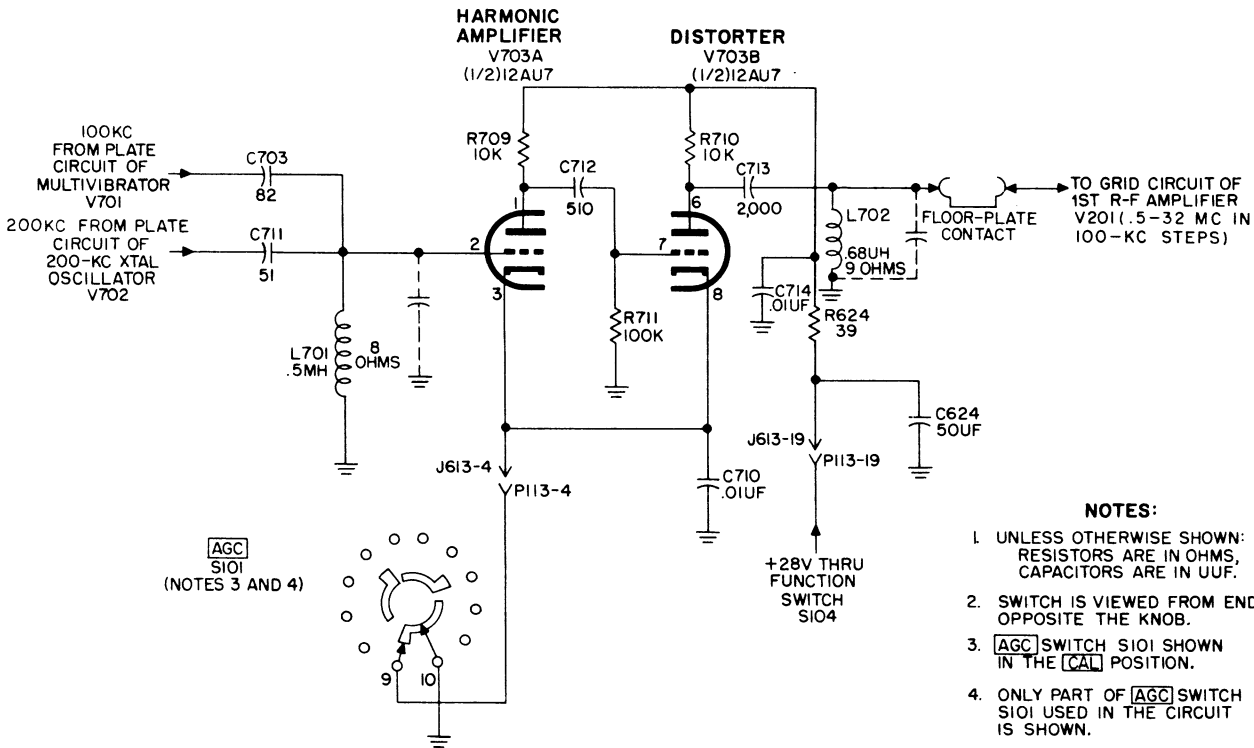 HARMONIC
AMPLIFIER
V703A
(1/2)12AU7
DISTORTER
V703B
(1/2)12AU7
100KC
FROM PLATE
CIRCUIT OF
MULTIVIBRATOR
V701
C703
82
200KC FROM PLATE
CIRCUIT OF
200-KC XTAL
OSCILLATOR
V702
C711
51
L701
.5MH
8
OHMS
R709
10K
1
2
3
C712
510
R711
100K
R710
10K
6
7
8
C713
2,000
L702
.68UH
9 OHMS
FLOOR-PLATE
CONTACT
TO GRID CIRCUIT OF
1ST R-F AMPLIFIER
V201(.5-32 MC IN
100-KC STEPS)
C714
.01UF
R624
39
C624
50UF
J613-19
P113-19
+28V THRU
FUNCTION
SWITCH
S104
J613-4
P113-4
C710
.01UF
AGC
S101
(NOTES 3 AND 4)
9
10
NOTES:
1. UNLESS OTHERWISE SHOWN:
RESISTORS ARE IN OHMS,
CAPACITORS ARE IN UUF.
2. SWITCH IS VIEWED FROM END
OPPOSITE THE KNOB.
3. AGC SWITCH S101 SHOWN
IN THE CAL POSITION.
4. ONLY PART OF AGC SWITCH
S101 USED IN THE CIRCUIT
IS SHOWN.